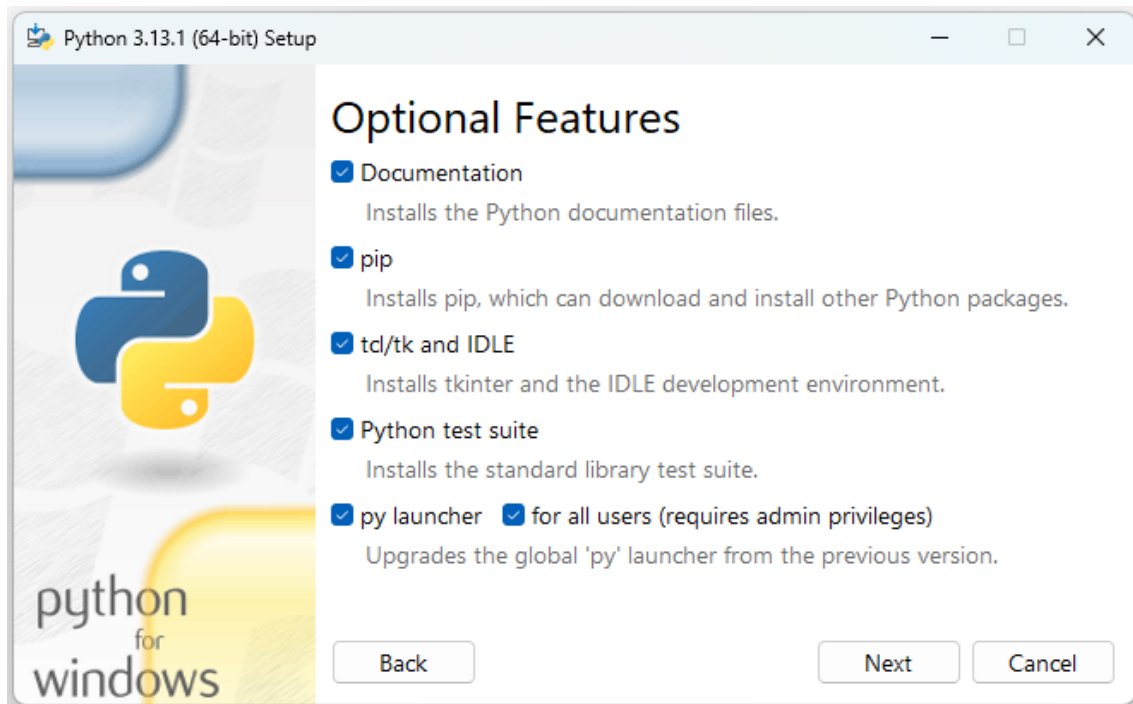 Python 3.13.1 (64-bit) Setup
Optional Features
Documentation
Installs the Python documentation files.
pip
Installs pip, which can download and install other Python packages.
tcl/tk and IDLE
Installs tkinter and the IDLE development environment.
Python test suite
Installs the standard library test suite.
py launcher for all users (requires admin privileges)
Upgrades the global 'py' launcher from the previous version.
python
for
windows
Back Next Cancel